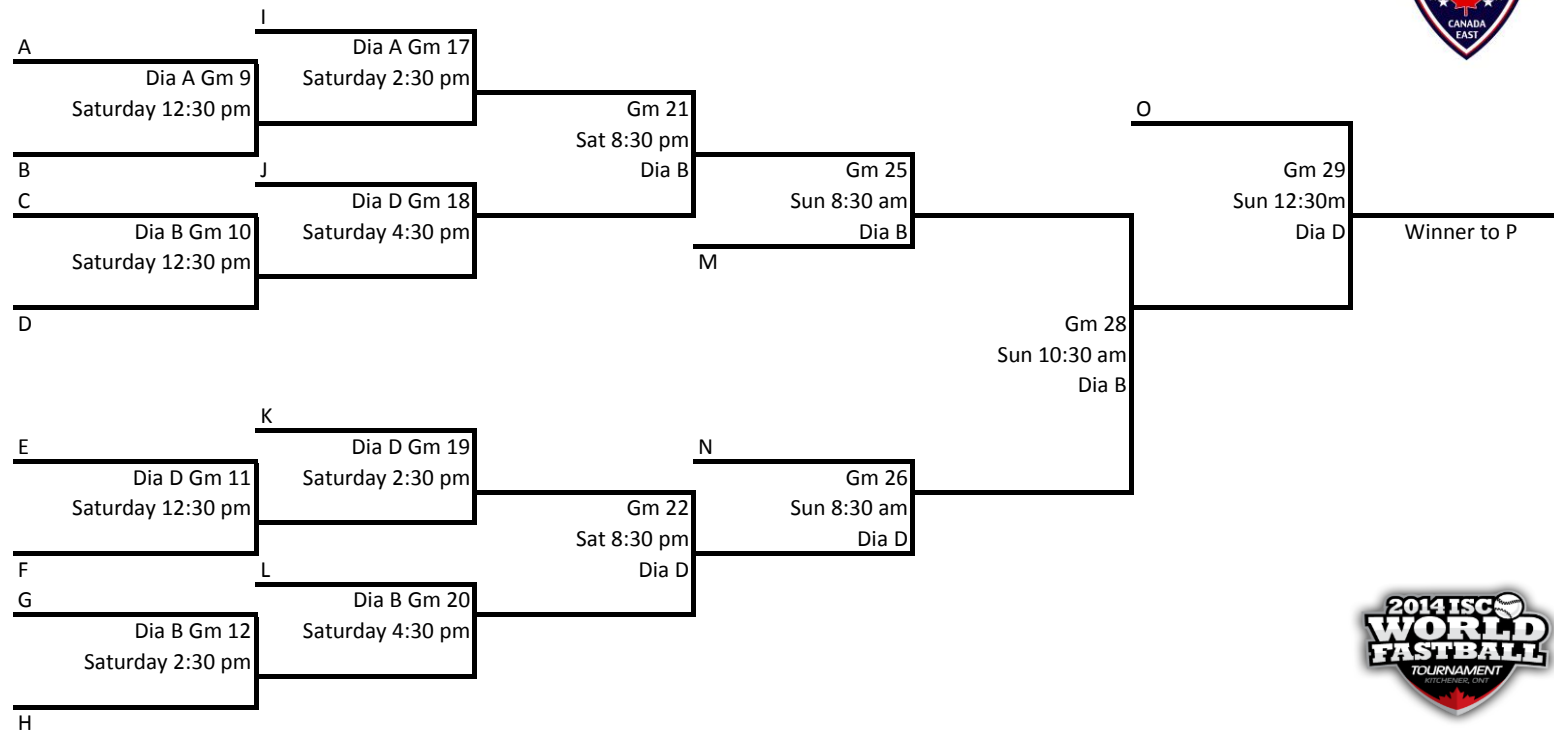 CANADA
EAST
I
A
Dia A Gm 17
Saturday 2:30 pm
Dia A Gm 9
Saturday 12:30 pm
B
Gm 21
Sat 8:30 pm
Dia B
O
J
C
Dia D Gm 18
Saturday 4:30 pm
Dia B Gm 10
Saturday 12:30 pm
D
Gm 25
Sun 8:30 am
Dia B
M
Gm 29
Sun 12:30m
Dia D
Winner to P
Gm 28
Sun 10:30 am
Dia B
K
E
Dia D Gm 19
Saturday 2:30 pm
Dia D Gm 11
Saturday 12:30 pm
F
N
Gm 26
Sun 8:30 am
Dia D
Gm 22
Sat 8:30 pm
Dia D
L
G
Dia B Gm 20
Saturday 4:30 pm
Dia B Gm 12
Saturday 2:30 pm
H
2014 ISC
WORLD
FASTBALL
TOURNAMENT
KITCHENER, ONT